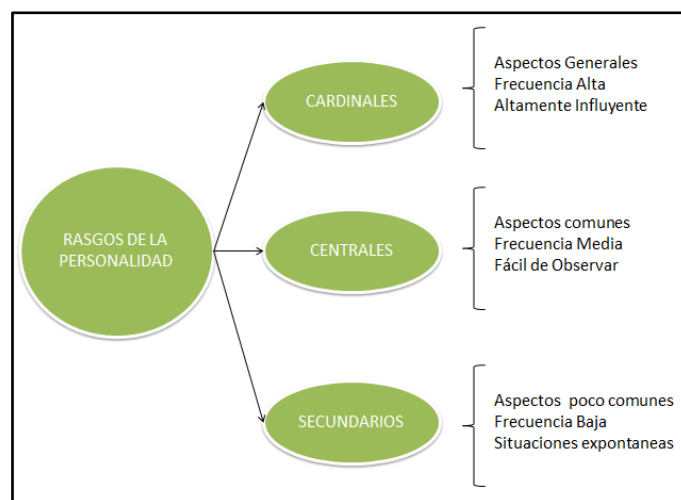 RASGOS DE LA
PERSONALIDAD
CARDINALES
Aspectos Generales
Frecuencia Alta
Altamente Influyente
CENTRALES
Aspectos comunes
Frecuencia Media
Fácil de Observar
SECUNDARIOS
Aspectos poco comunes
Frecuencia Baja
Situaciones expontaneas